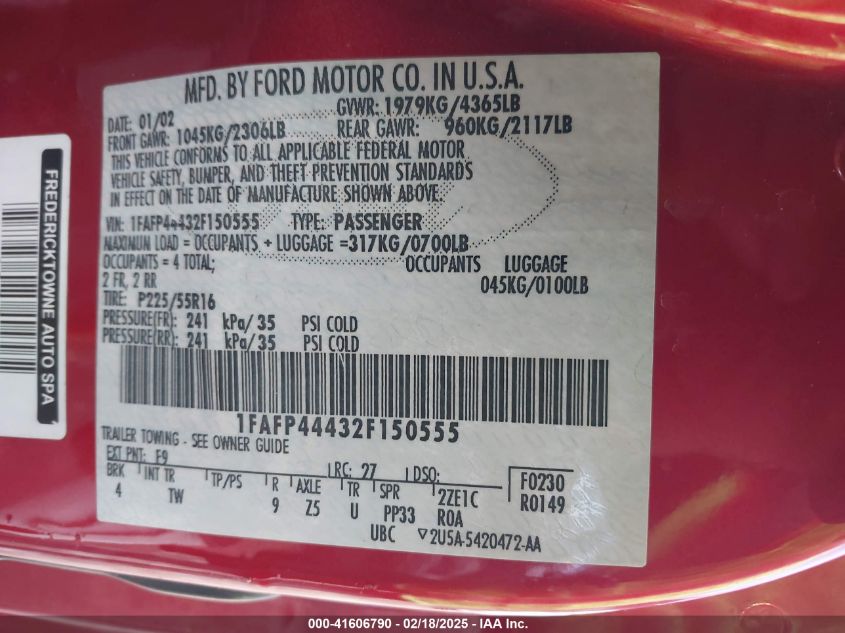 MFD. BY FORD MOTOR CO. IN U.S.A.
DATE: 01/02
GVWR: 1979KG/4365LB
FRONT GAWR: 1045KG/2306LB
REAR GAWR: 960KG/2117LB
THIS VEHICLE CONFORMS TO ALL APPLICABLE FEDERAL MOTOR
VEHICLE SAFETY, BUMPER, AND THEFT PREVENTION STANDARDS
IN EFFECT ON THE DATE OF MANUFACTURE SHOWN ABOVE.
VIN: 1FAFP44432F150555 TYPE: PASSENGER
MAXIMUM LOAD = OCCUPANTS + LUGGAGE = 317KG/0700LB
OCCUPANTS = 4 TOTAL; OCCUPANTS LUGGAGE
2 FR, 2 RR 045KG/0100LB
TIRE: P225/55R16
PRESSURE(FR): 241 kPa/ 35 PSI COLD
PRESSURE(RR): 241 kPa/ 35 PSI COLD
1FAFP44432F150555
TRAILER TOWING - SEE OWNER GUIDE
EXT PNT: F9 RC: 27 DSO: F0230
BRK INT TR TP/PS R AXLE TR SPR 2ZE1C R0149
4 TW 9 Z5 U PP33 ROA
UBC ▽2U5A-5420472-AA
FREDERICKTOWNE AUTO SPA
000-41606790 - 02/18/2025 - IAA Inc.